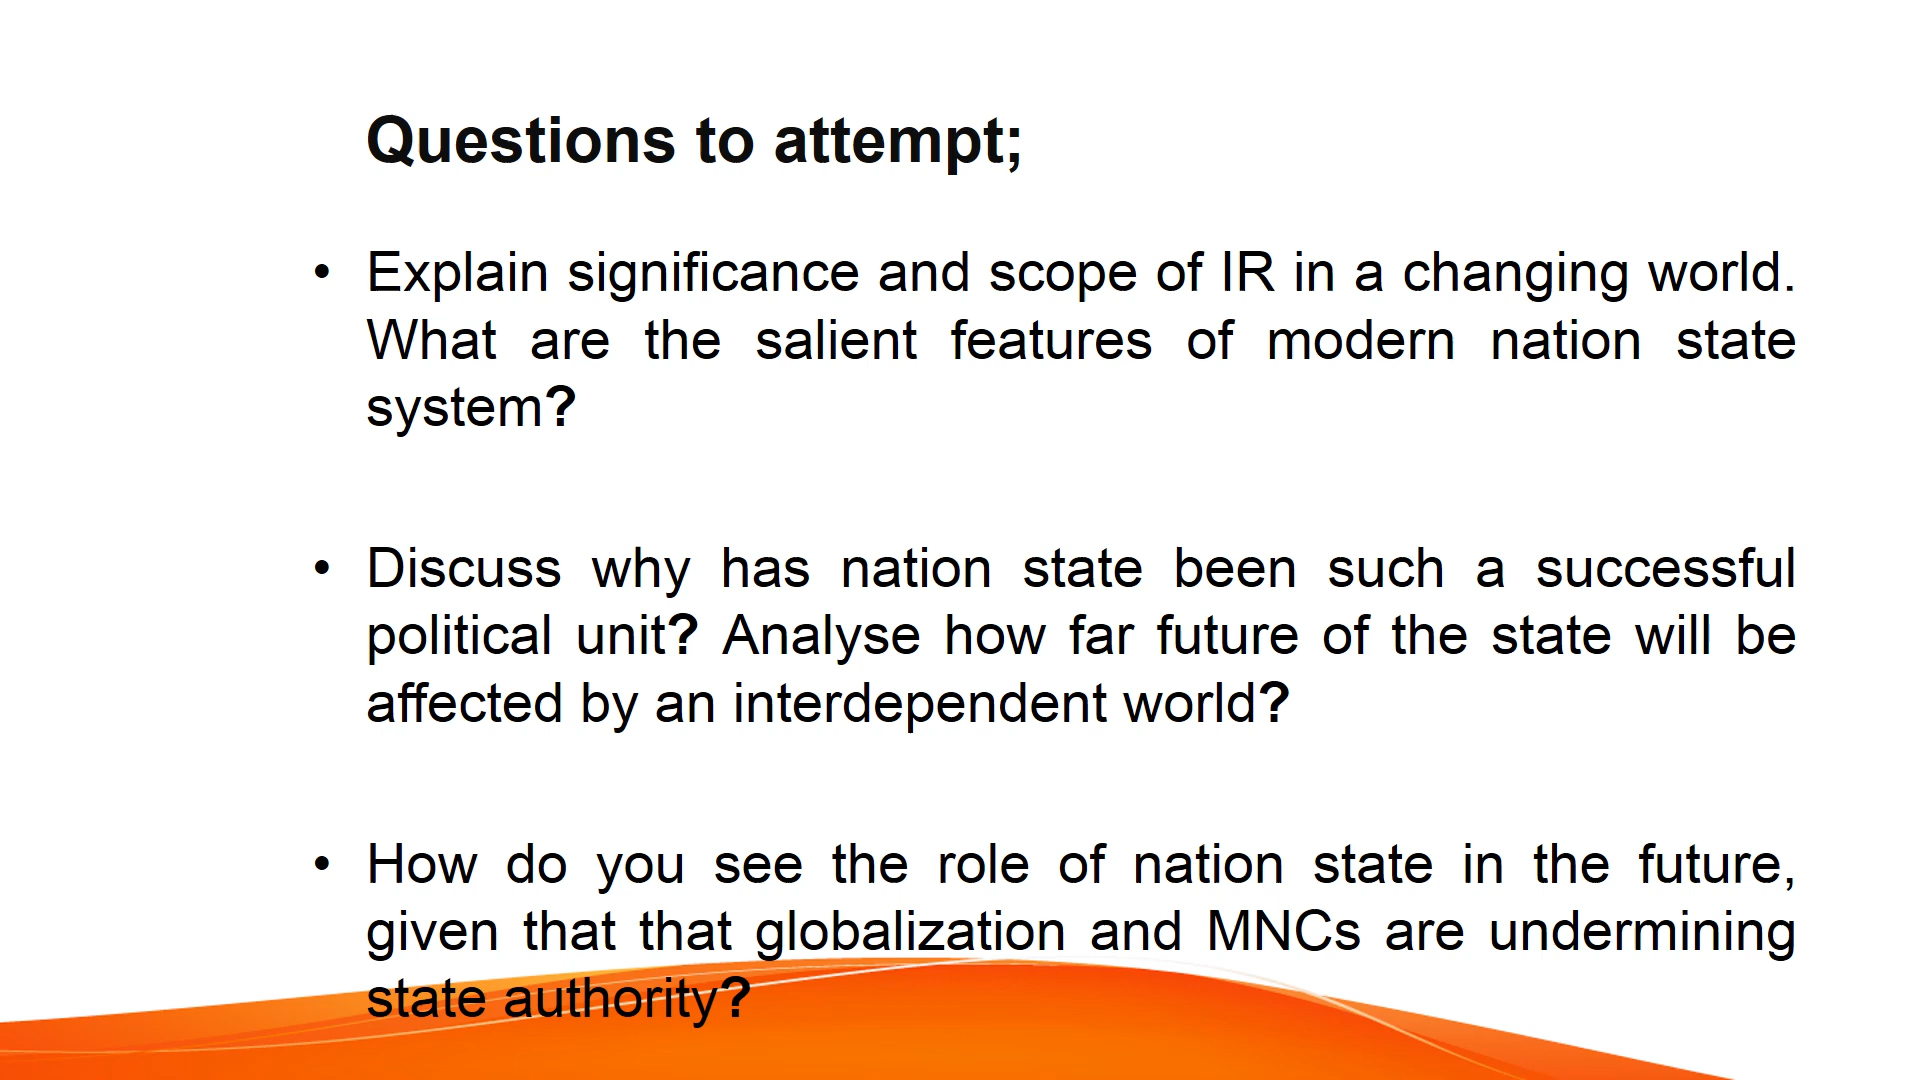 Questions to attempt;
• Explain significance and scope of IR in a changing world.
What are the salient features of modern nation state
system?
• Discuss why has nation state been such a successful
political unit? Analyse how far future of the state will be
affected by an interdependent world?
• How do you see the role of nation state in the future,
given that that globalization and MNCs are undermining
state authority?